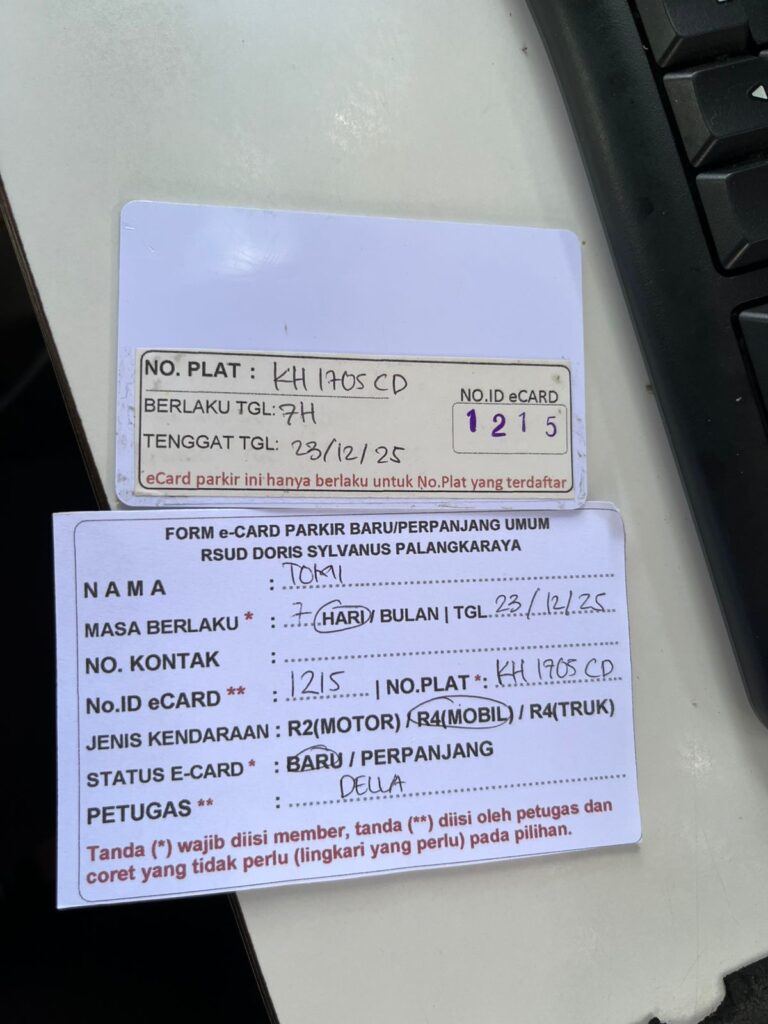 NO. PLAT : KH 1705 CD
NO.ID eCARD
BERLAKU TGL: 7H
1215
TENGGAT TGL: 23/12/25
eCard parkir ini hanya berlaku untuk No.Plat yang terdaftar
FORM e-CARD PARKIR BARU/PERPANJANG UMUM
RSUD DORIS SYLVANUS PALANGKARAYA
NAMA : TOMI
MASA BERLAKU * : 7 HARI / BULAN | TGL 23/12/25
NO. KONTAK :
No.ID eCARD ** : 1215 | NO.PLAT *: KH 1705 CD
JENIS KENDARAAN : R2(MOTOR) / R4(MOBIL) / R4(TRUK)
STATUS E-CARD * : BARU / PERPANJANG
PETUGAS ** : DELLA
Tanda (*) wajib diisi member, tanda (**) diisi oleh petugas dan
coret yang tidak perlu (lingkari yang perlu) pada pilihan.